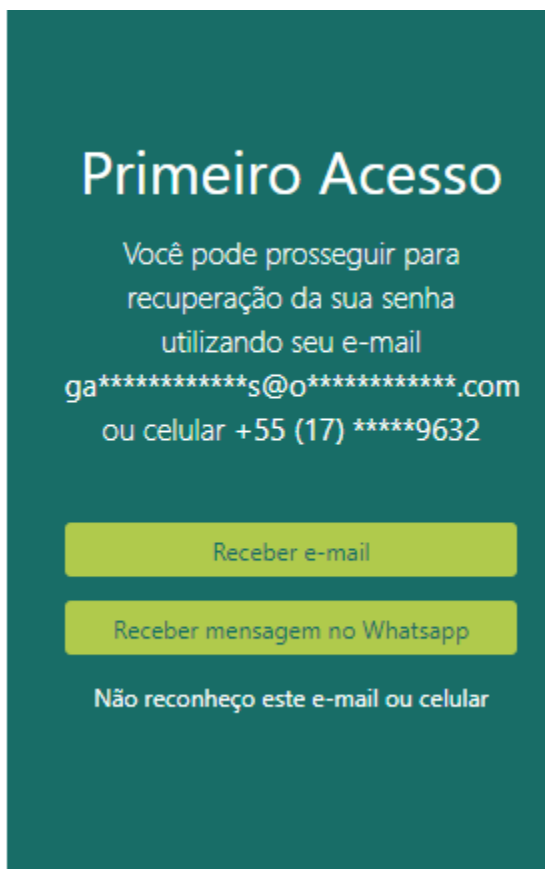 Primeiro Acesso
Você pode prosseguir para
recuperação da sua senha
utilizando seu e-mail
ga************s@o************.com
ou celular +55 (17) *****9632
Receber e-mail
Receber mensagem no Whatsapp
Não reconheço este e-mail ou celular